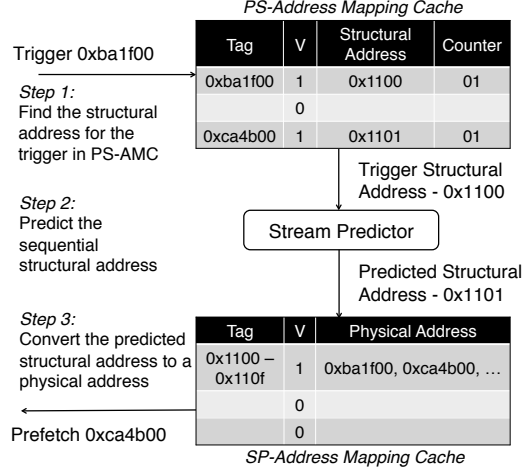 PS-Address Mapping Cache
Tag V Structural Address Counter
0xba1f00 1 0x1100 01
0
0xca4b00 1 0x1101 01
Trigger 0xba1f00
Step 1:
Find the structural
address for the
trigger in PS-AMC
Trigger Structural
Address - 0x1100
Step 2:
Predict the
sequential
structural address
Stream Predictor
Predicted Structural
Address - 0x1101
Step 3:
Convert the predicted
structural address to a
physical address
Prefetch 0xca4b00
Tag V Physical Address
0x1100 –
0x110f 1 0xba1f00, 0xca4b00, …
0
0
SP-Address Mapping Cache